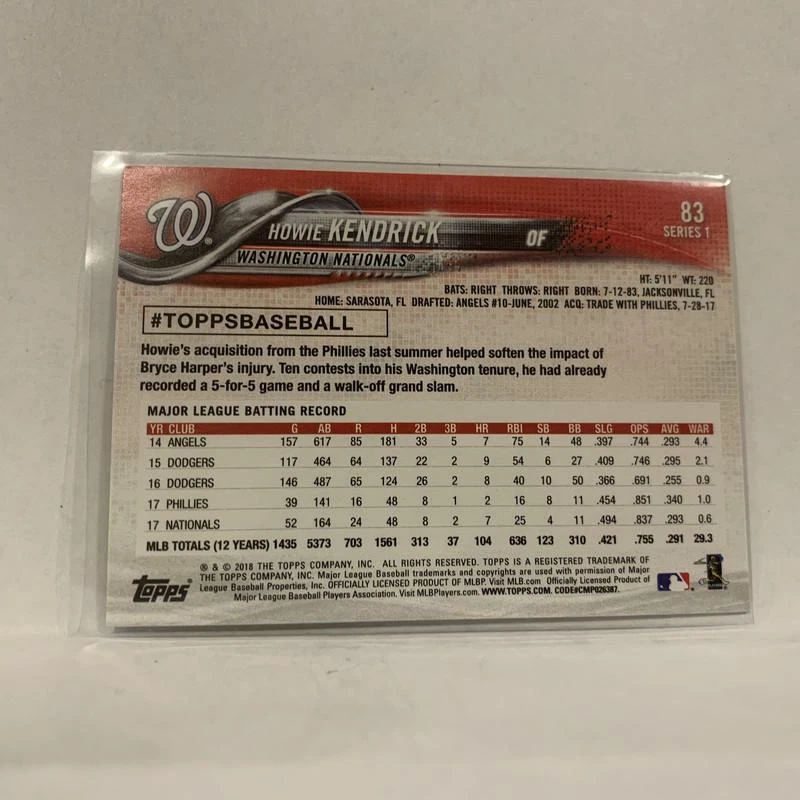 W®
HOWIE KENDRICK OF
WASHINGTON NATIONALS®
83
SERIES 1
HT: 5'11" WT: 220
BATS: RIGHT THROWS: RIGHT BORN: 7-12-83, JACKSONVILLE, FL
HOME: SARASOTA, FL DRAFTED: ANGELS #10-JUNE, 2002 ACQ: TRADE WITH PHILLIES, 7-28-17
#TOPPSBASEBALL
Howie's acquisition from the Phillies last summer helped soften the impact of
Bryce Harper's injury. Ten contests into his Washington tenure, he had already
recorded a 5-for-5 game and a walk-off grand slam.
MAJOR LEAGUE BATTING RECORD
YR CLUB G AB R H 2B 3B HR RBI SB BB SLG OPS AVG WAR
14 ANGELS 157 617 85 181 33 5 7 75 14 48 .397 .744 .293 4.4
15 DODGERS 117 464 64 137 22 2 9 54 6 27 .409 .746 .295 2.1
16 DODGERS 146 487 65 124 26 2 8 40 10 50 .366 .691 .255 0.9
17 PHILLIES 39 141 16 48 8 1 2 16 8 11 .454 .851 .340 1.0
17 NATIONALS 52 164 24 48 8 2 7 25 4 11 .494 .837 .293 0.6
MLB TOTALS (12 YEARS) 1435 5373 703 1561 313 37 104 636 123 310 .421 .755 .291 29.3
Topps®
® & © 2018 THE TOPPS COMPANY, INC. ALL RIGHTS RESERVED. TOPPS IS A REGISTERED TRADEMARK OF
THE TOPPS COMPANY, INC. Major League Baseball trademarks and copyrights are used with permission of Major
League Baseball Properties, Inc. OFFICIALLY LICENSED PRODUCT OF MLBP. Visit MLB.com Officially Licensed Product of
Major League Baseball Players Association. Visit MLBPlayers.com. WWW.TOPPS.COM. CODE#CMP026387.